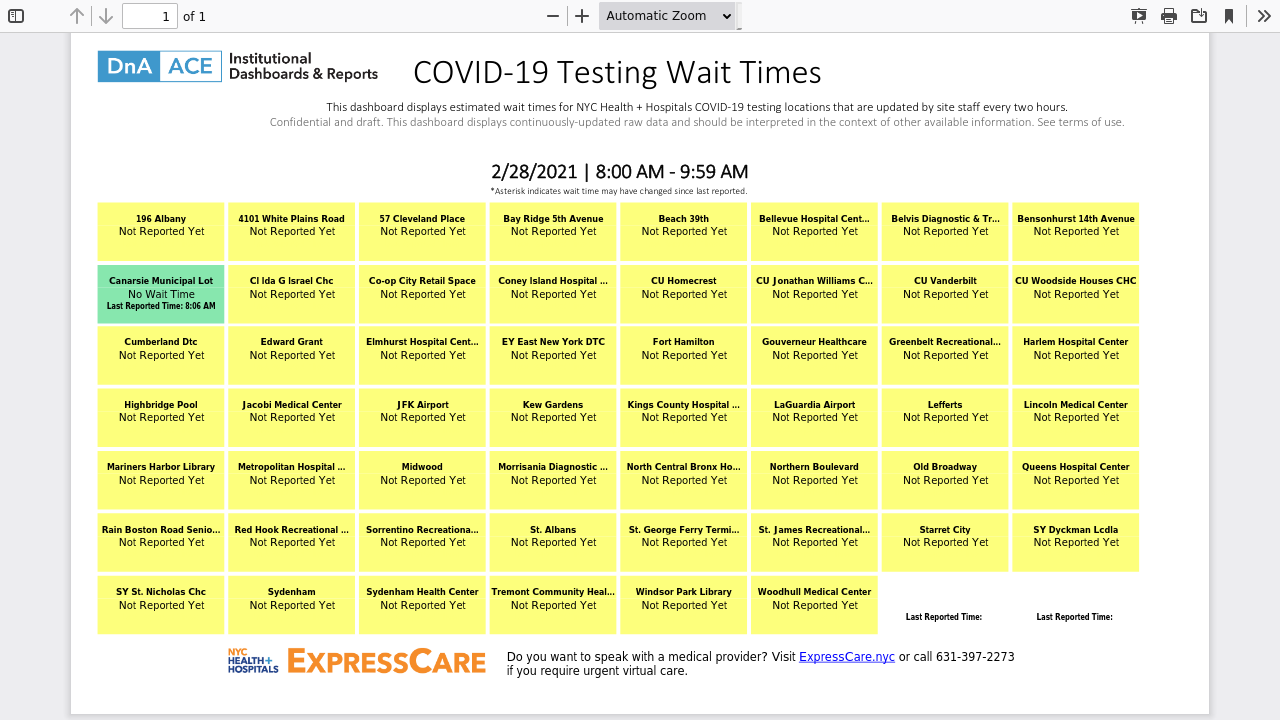 1 of 1 Automatic Zoom
DnA ACE Institutional Dashboards & Reports
COVID-19 Testing Wait Times
This dashboard displays estimated wait times for NYC Health + Hospitals COVID-19 testing locations that are updated by site staff every two hours.
Confidential and draft. This dashboard displays continuously-updated raw data and should be interpreted in the context of other available information. See terms of use.
2/28/2021 | 8:00 AM - 9:59 AM
*Asterisk indicates wait time may have changed since last reported.
196 Albany
Not Reported Yet
4101 White Plains Road
Not Reported Yet
57 Cleveland Place
Not Reported Yet
Bay Ridge 5th Avenue
Not Reported Yet
Beach 39th
Not Reported Yet
Bellevue Hospital Cent...
Not Reported Yet
Belvis Diagnostic & Tr...
Not Reported Yet
Bensonhurst 14th Avenue
Not Reported Yet
Canarsie Municipal Lot
No Wait Time
Last Reported Time: 8:06 AM
CI Ida G Israel Chc
Not Reported Yet
Co-op City Retail Space
Not Reported Yet
Coney Island Hospital ...
Not Reported Yet
CU Homecrest
Not Reported Yet
CU Jonathan Williams C...
Not Reported Yet
CU Vanderbilt
Not Reported Yet
CU Woodside Houses CHC
Not Reported Yet
Cumberland Dtc
Not Reported Yet
Edward Grant
Not Reported Yet
Elmhurst Hospital Cent...
Not Reported Yet
EY East New York DTC
Not Reported Yet
Fort Hamilton
Not Reported Yet
Gouverneur Healthcare
Not Reported Yet
Greenbelt Recreational...
Not Reported Yet
Harlem Hospital Center
Not Reported Yet
Highbridge Pool
Not Reported Yet
Jacobi Medical Center
Not Reported Yet
JFK Airport
Not Reported Yet
Kew Gardens
Not Reported Yet
Kings County Hospital ...
Not Reported Yet
LaGuardia Airport
Not Reported Yet
Lefferts
Not Reported Yet
Lincoln Medical Center
Not Reported Yet
Mariners Harbor Library
Not Reported Yet
Metropolitan Hospital ...
Not Reported Yet
Midwood
Not Reported Yet
Morrisania Diagnostic ...
Not Reported Yet
North Central Bronx Ho...
Not Reported Yet
Northern Boulevard
Not Reported Yet
Old Broadway
Not Reported Yet
Queens Hospital Center
Not Reported Yet
Rain Boston Road Senio...
Not Reported Yet
Red Hook Recreational ...
Not Reported Yet
Sorrentino Recreationa...
Not Reported Yet
St. Albans
Not Reported Yet
St. George Ferry Termi...
Not Reported Yet
St. James Recreational...
Not Reported Yet
Starret City
Not Reported Yet
SY Dyckman Lcdla
Not Reported Yet
SY St. Nicholas Chc
Not Reported Yet
Sydenham
Not Reported Yet
Sydenham Health Center
Not Reported Yet
Tremont Community Heal...
Not Reported Yet
Windsor Park Library
Not Reported Yet
Woodhull Medical Center
Not Reported Yet
Last Reported Time:
Last Reported Time:
NYC HEALTH+ HOSPITALS
EXPRESSCARE
Do you want to speak with a medical provider? Visit ExpressCare.nyc or call 631-397-2273
if you require urgent virtual care.